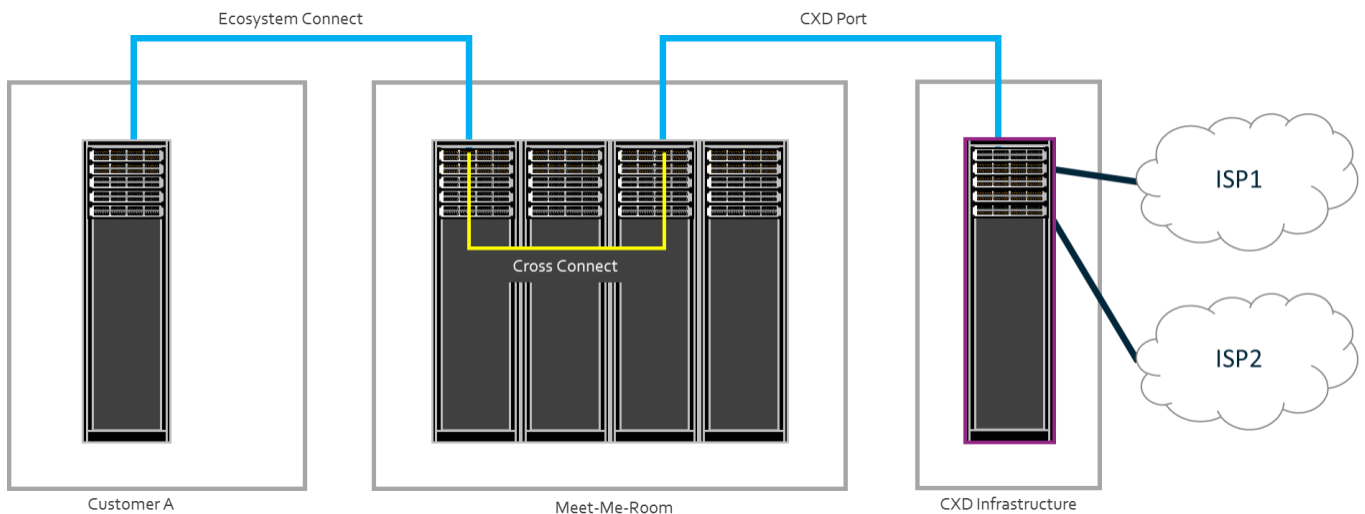 Ecosystem Connect
CXD Port
ISP1
Cross Connect
ISP2
Customer A
Meet-Me-Room
CXD Infrastructure